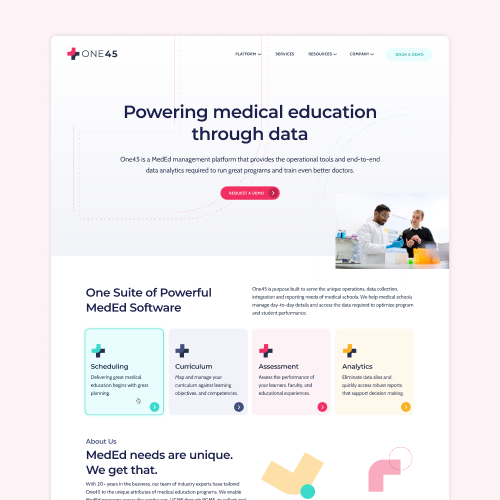 ONE45
PLATFORM
SERVICES
RESOURCES
COMPANY
BOOK A DEMO
Powering medical education
through data
One45 is a MedEd management platform that provides the operational tools and end-to-end
data analytics required to run great programs and train even better doctors.
REQUEST A DEMO
One Suite of Powerful
MedEd Software
One45 is purpose built to serve the unique operations, data collection,
integration and reporting needs of medical schools. We help medical schools
manage day-to-day details and access the data required to optimize program
and student performance.
Scheduling
Delivering great medical
education begins with great
planning.
Curriculum
Map and manage your
curriculum against learning
objectives, and competencies.
Assessment
Assess the performance of
your learners, faculty, and
educational experiences.
Analytics
Eliminate data silos and
quickly access robust reports
that support decision making.
About Us
MedEd needs are unique.
We get that.
With 20+ years in the business, our team of industry experts have tailored
One45 to the unique attributes of medical education programs. We enable